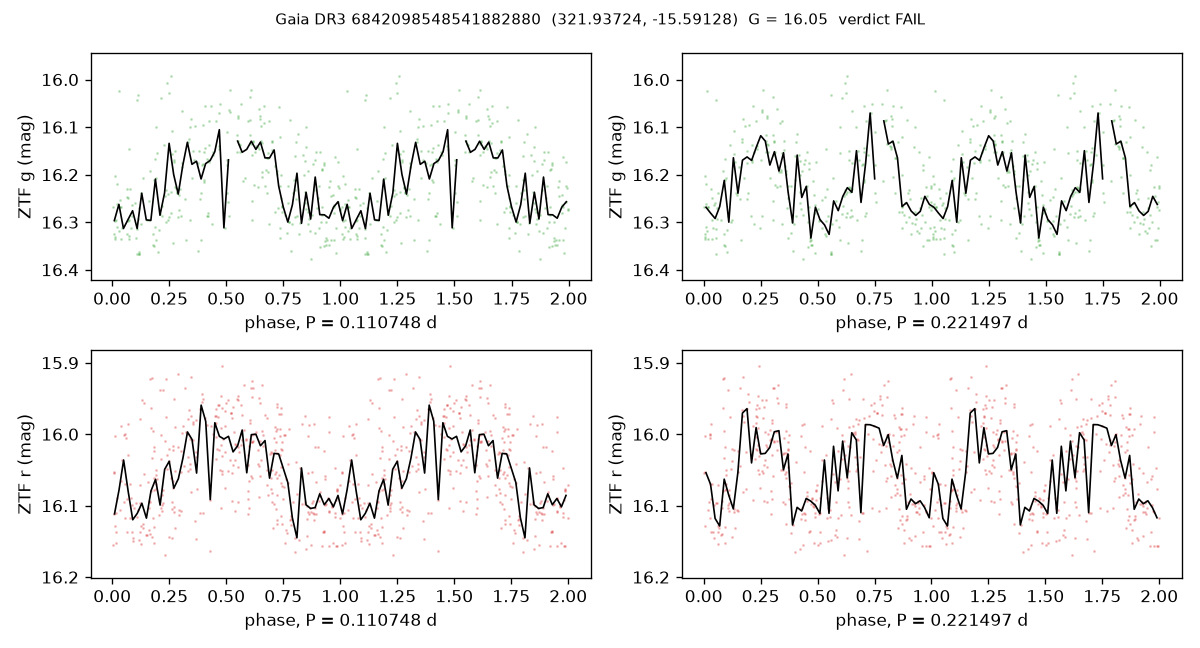 Gaia DR3 6842098548541882880  (321.93724, -15.59128)  G = 16.05  verdict FAIL
ZTF g (mag)
16.0
16.1
16.2
16.3
16.4
0.00 0.25 0.50 0.75 1.00 1.25 1.50 1.75 2.00
phase, P = 0.110748 d
ZTF g (mag)
16.0
16.1
16.2
16.3
16.4
0.00 0.25 0.50 0.75 1.00 1.25 1.50 1.75 2.00
phase, P = 0.221497 d
ZTF r (mag)
15.9
16.0
16.1
16.2
0.00 0.25 0.50 0.75 1.00 1.25 1.50 1.75 2.00
phase, P = 0.110748 d
ZTF r (mag)
15.9
16.0
16.1
16.2
0.00 0.25 0.50 0.75 1.00 1.25 1.50 1.75 2.00
phase, P = 0.221497 d